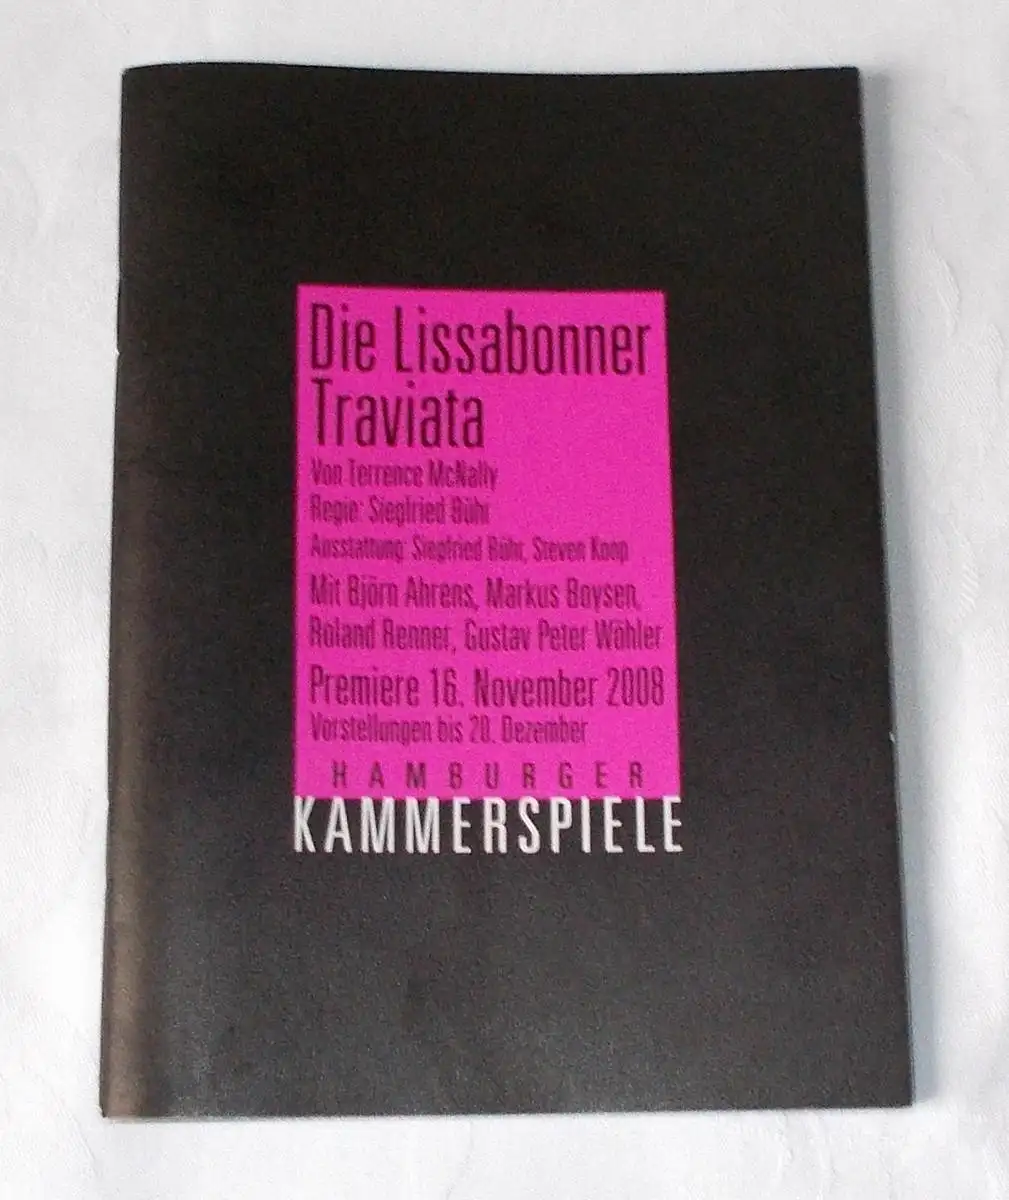 Die Lissabonner
Traviata
Von Terrence McNally
Regie: Siegfried Bühr
Ausstattung: Siegfried Bühr, Steven Koop
Mit Björn Ahrens, Markus Boysen,
Roland Renner, Gustav Peter Wöhler
Premiere 16. November 2008
Vorstellungen bis 20. Dezember
HAMBURGER
KAMMERSPIELE